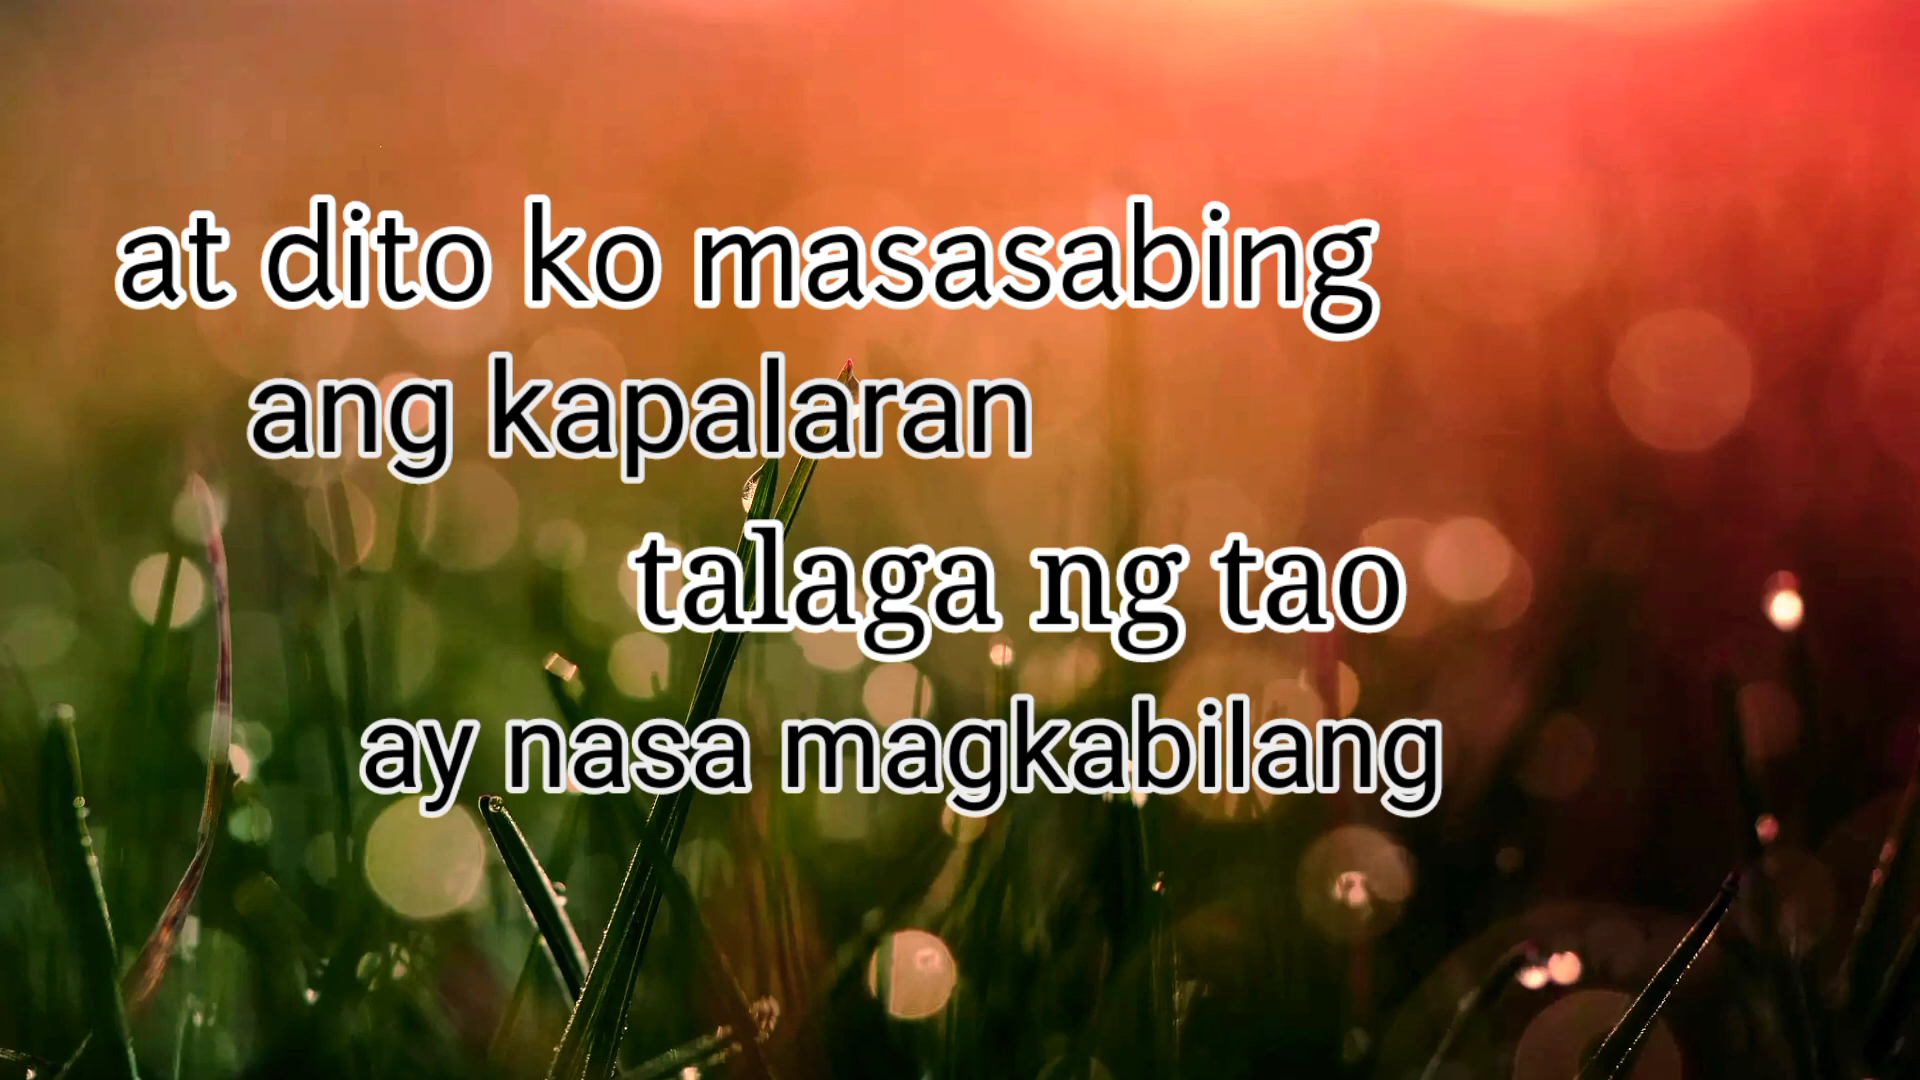 at dito ko masasabing
ang kapalaran
talaga ng tao
ay nasa magkabilang